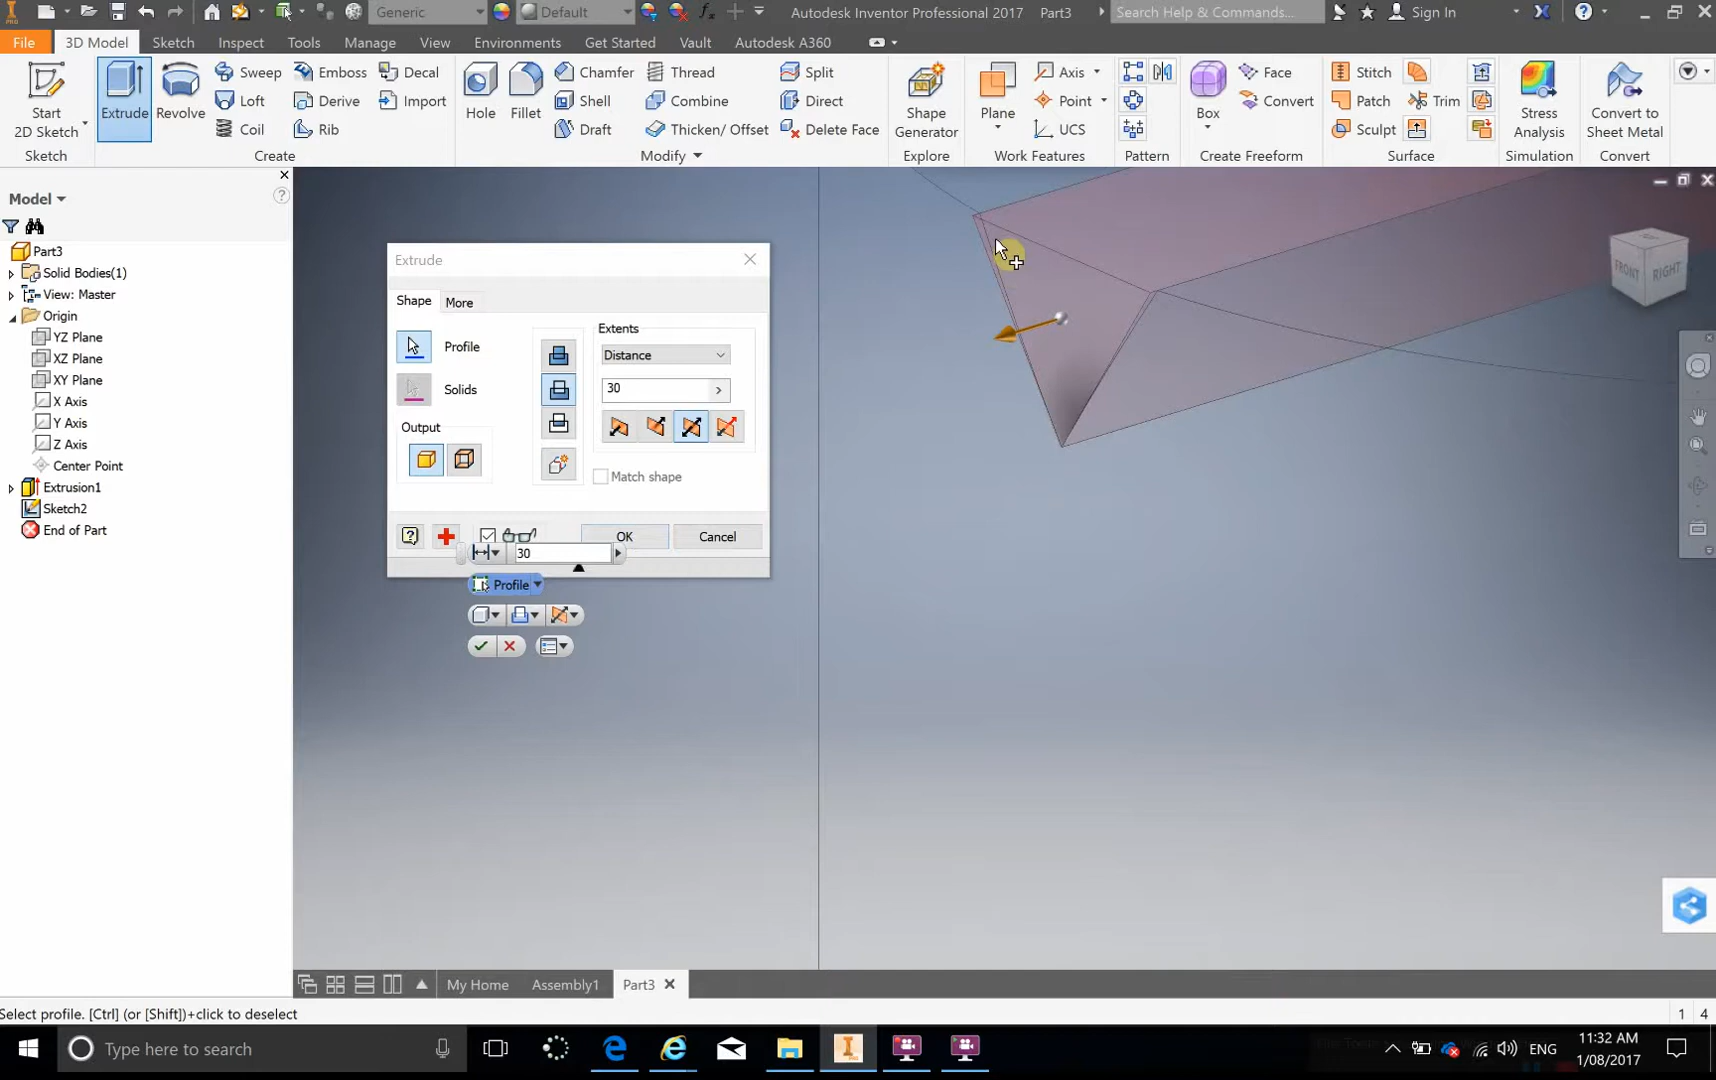 Generic
Default
Autodesk Inventor Professional 2017 Part3
Search Help & Commands...
Sign In
File
3D Model
Sketch
Inspect
Tools
Manage
View
Environments
Get Started
Vault
Autodesk A360
Start
2D Sketch
Sketch
Extrude
Revolve
Sweep
Loft
Coil
Emboss
Derive
Rib
Decal
Import
Create
Hole
Fillet
Chamfer
Shell
Draft
Thread
Combine
Thicken/ Offset
Split
Direct
Delete Face
Modify
Shape
Generator
Explore
Plane
Axis
Point
UCS
Work Features
Pattern
Box
Face
Convert
Create Freeform
Stitch
Patch
Sculpt
Trim
Surface
Stress
Analysis
Simulation
Convert to
Sheet Metal
Convert
Model
Part3
Solid Bodies(1)
View: Master
Origin
YZ Plane
XZ Plane
XY Plane
X Axis
Y Axis
Z Axis
Center Point
Extrusion1
Sketch2
End of Part
Extrude
Shape
More
Profile
Solids
Output
Extents
Distance
30
Match shape
OK
Cancel
30
Profile
FRONT
RIGHT
My Home
Assembly1
Part3
Select profile. [Ctrl] (or [Shift])+click to deselect
1 4
Type here to search
ENG
11:32 AM
1/08/2017